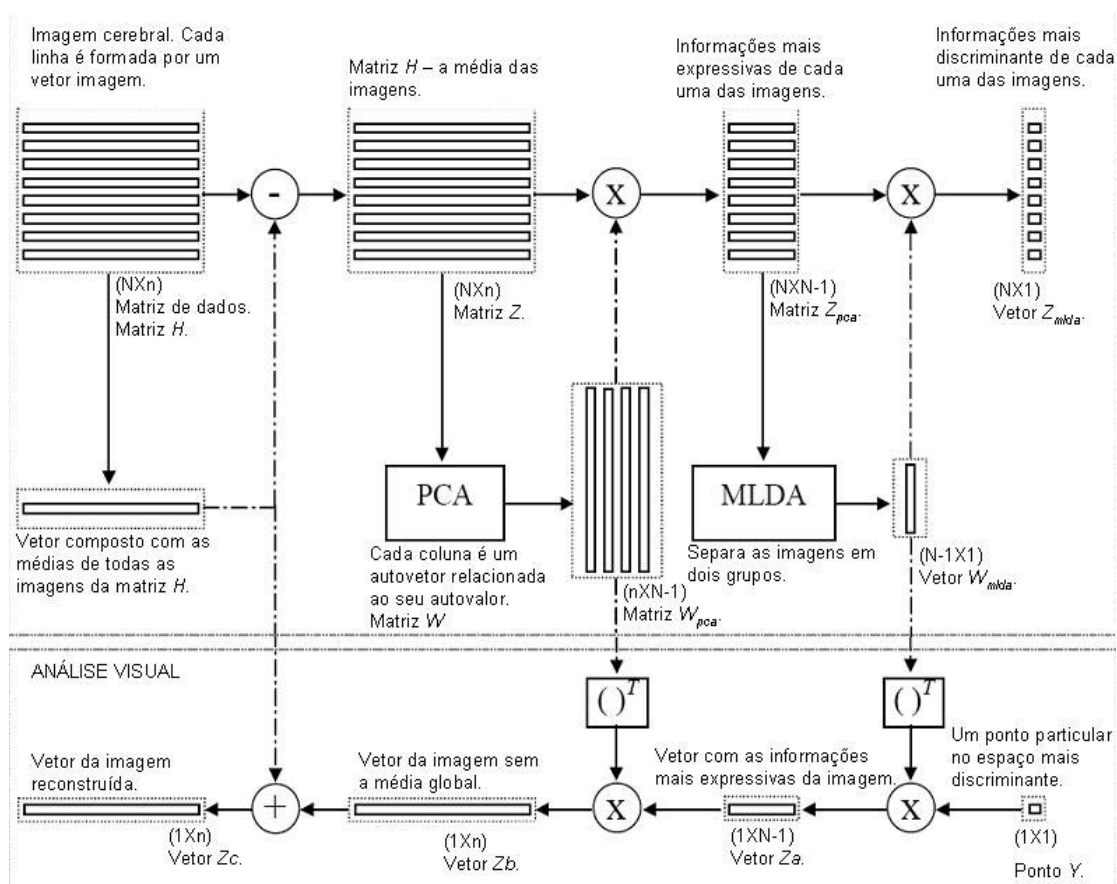 Imagem cerebral. Cada
linha é formada por um
vetor imagem.
Matriz H – a média das
imagens.
Informações mais
expressivas de cada
uma das imagens.
Informações mais
discriminante de cada
uma das imagens.
-
X
X
(NXn)
Matriz de dados.
Matriz H.
(NXn)
Matriz Z.
(NXN-1)
Matriz Zpca.
(NX1)
Vetor Zmlda.
PCA
MLDA
Vetor composto com as
médias de todas as
imagens da matriz H.
Cada coluna é um
autovetor relacionada
ao seu autovalor.
Matriz W
(nXN-1)
Matriz Wpca.
Separa as imagens em
dois grupos.
(N-1X1)
Vetor Wmlda.
ANÁLISE VISUAL
( )T
( )T
Vetor da imagem
reconstruída.
Vetor da imagem sem
a média global.
Vetor com as informações
mais expressivas da imagem.
Um ponto particular
no espaço mais
discriminante.
+
X
X
(1Xn)
Vetor Zc.
(1Xn)
Vetor Zb.
(1XN-1)
Vetor Za.
(1X1)
Ponto Y.